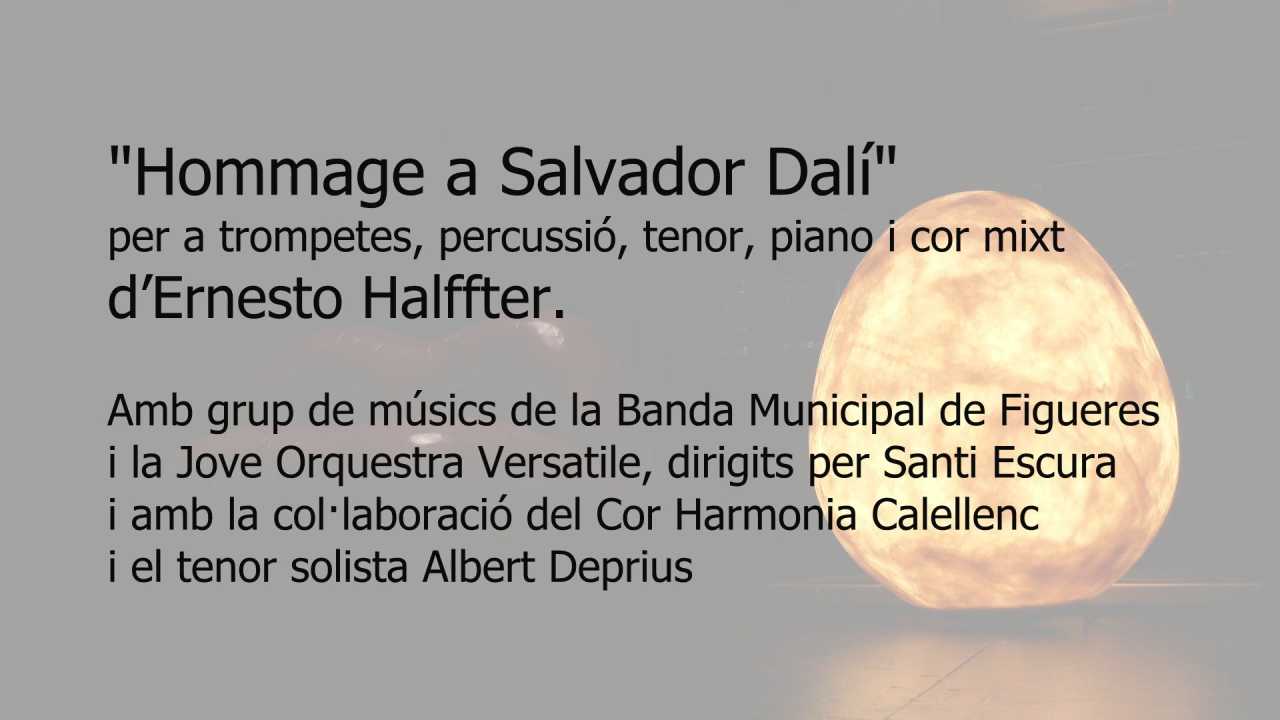 "Hommage a Salvador Dalí"
per a trompetes, percussió, tenor, piano i cor mixt
d’Ernesto Halffter.
Amb grup de músics de la Banda Municipal de Figueres
i la Jove Orquestra Versatile, dirigits per Santi Escura
i amb la col·laboració del Cor Harmonia Calellenc
i el tenor solista Albert Deprius